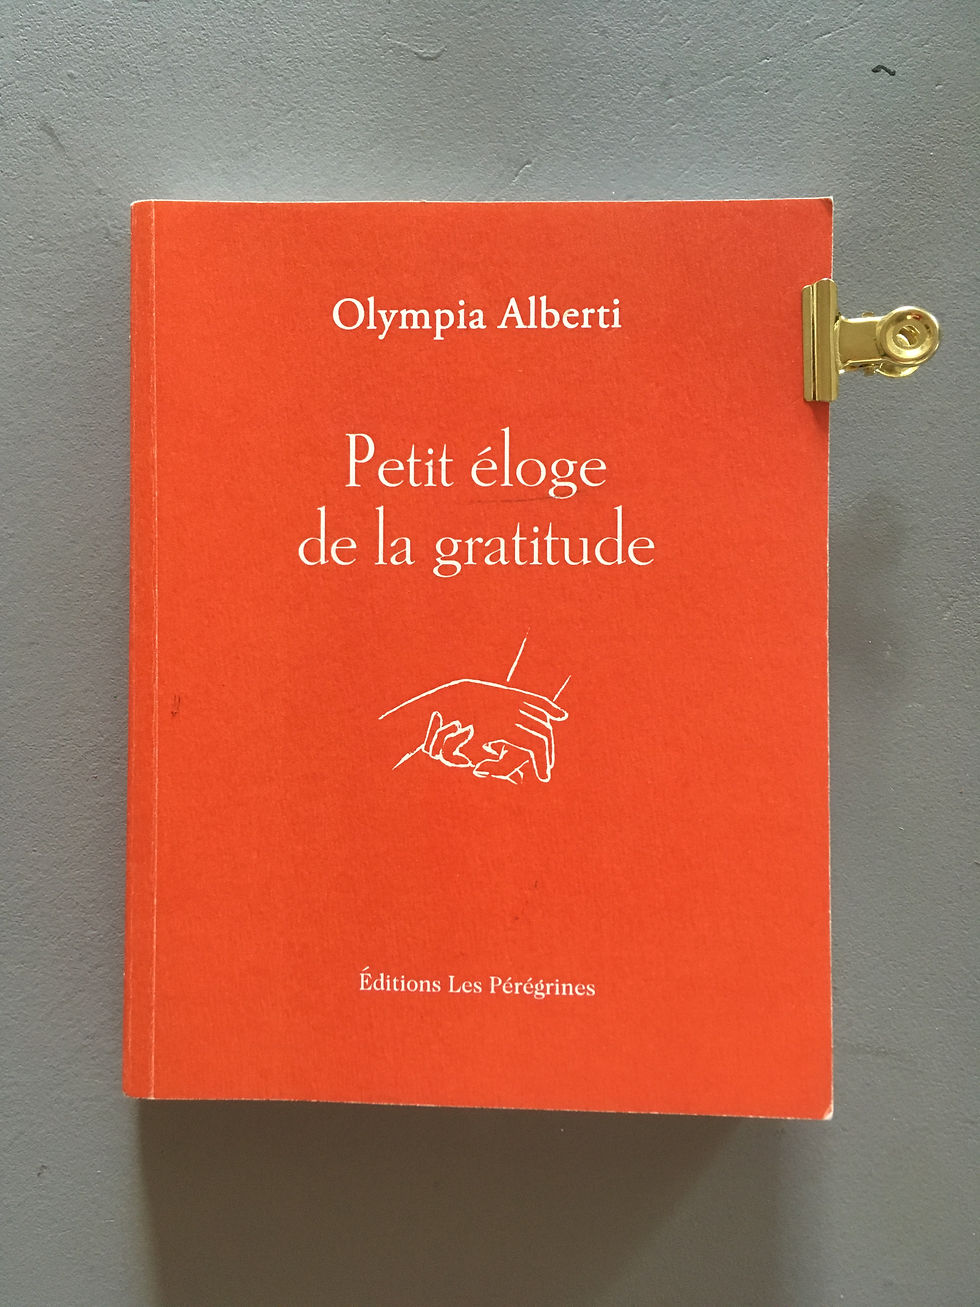 Olympia Alberti
Petit éloge
de la gratitude
Éditions Les Pérégrines